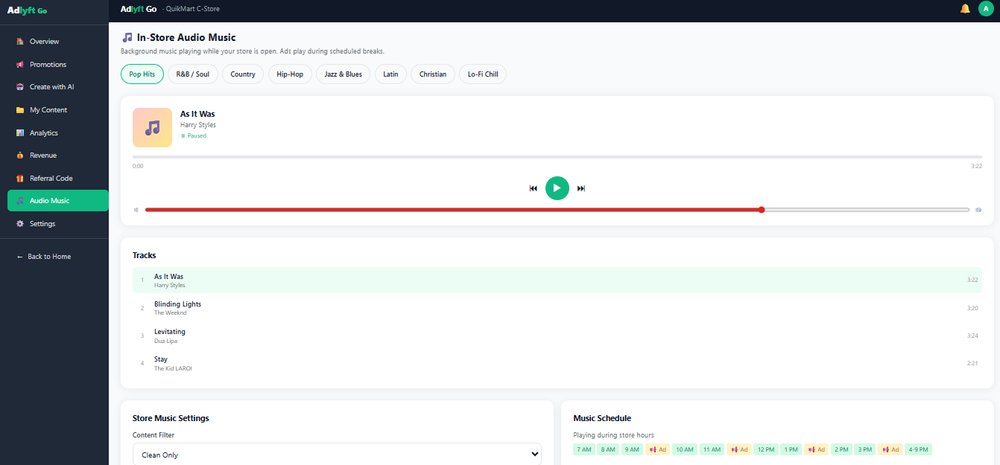 Adlyft Go
Adlyft Go - QuikMart C-Store
A
Overview
Promotions
Create with AI
My Content
Analytics
Revenue
Referral Code
Audio Music
Settings
← Back to Home
In-Store Audio Music
Background music playing while your store is open. Ads play during scheduled breaks.
Pop Hits R&B / Soul Country Hip-Hop Jazz & Blues Latin Christian Lo-Fi Chill
As It Was
Harry Styles
Paused
0:00 3:22
Tracks
1 As It Was 3:22
Harry Styles
2 Blinding Lights 3:20
The Weeknd
3 Levitating 3:24
Dua Lipa
4 Stay 2:21
The Kid LAROI
Store Music Settings
Content Filter
Clean Only
Music Schedule
Playing during store hours
7 AM 8 AM 9 AM Ad 10 AM 11 AM Ad 12 PM 1 PM Ad 2 PM 3 PM Ad 4-9 PM